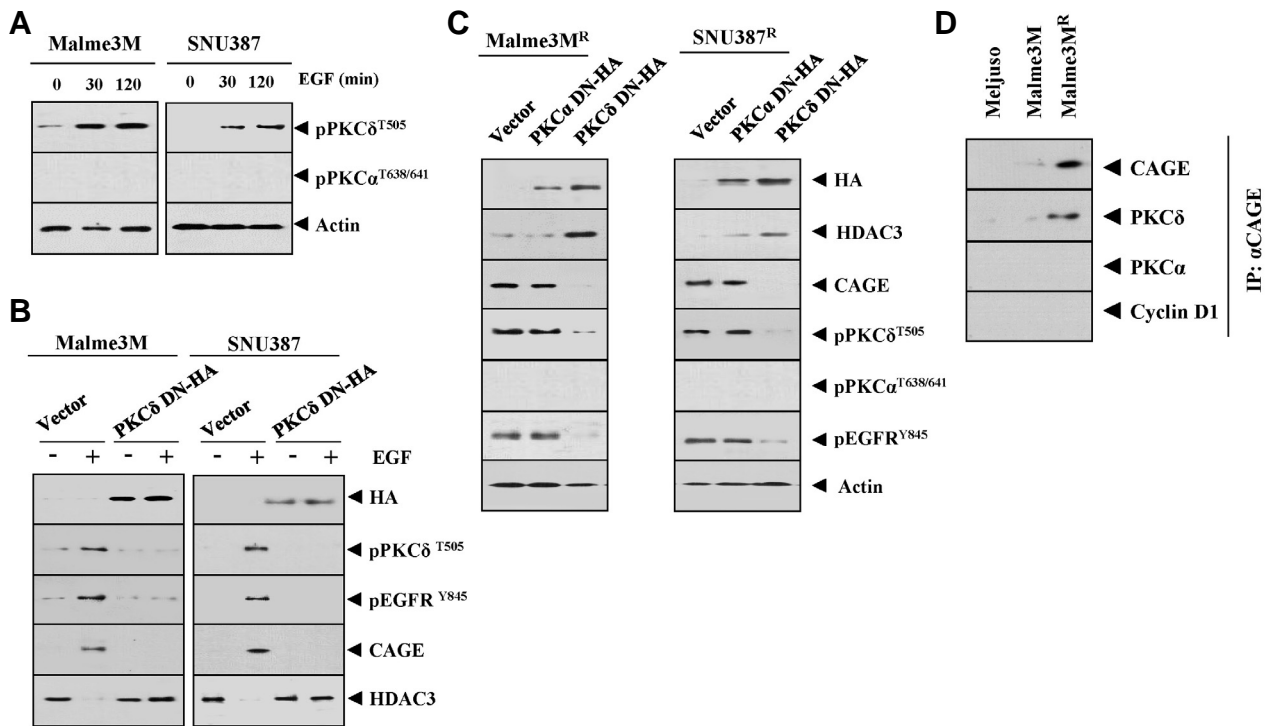 A
Malme3M SNU387
0 30 120 0 30 120 EGF (min)
pPKCδT505
pPKCαT638/641
Actin
B
Malme3M SNU387
Vector PKCδ DN-HA Vector PKCδ DN-HA
- + - + - + - + EGF
HA
pPKCδ T505
pEGFR Y845
CAGE
HDAC3
C
Malme3MR SNU387R
Vector PKCα DN-HA PKCδ DN-HA Vector PKCα DN-HA PKCδ DN-HA
HA
HDAC3
CAGE
pPKCδT505
pPKCαT638/641
pEGFRY845
Actin
D
Meljuso Malme3M Malme3MR
CAGE
PKCδ
PKCα
Cyclin D1
IP: αCAGE